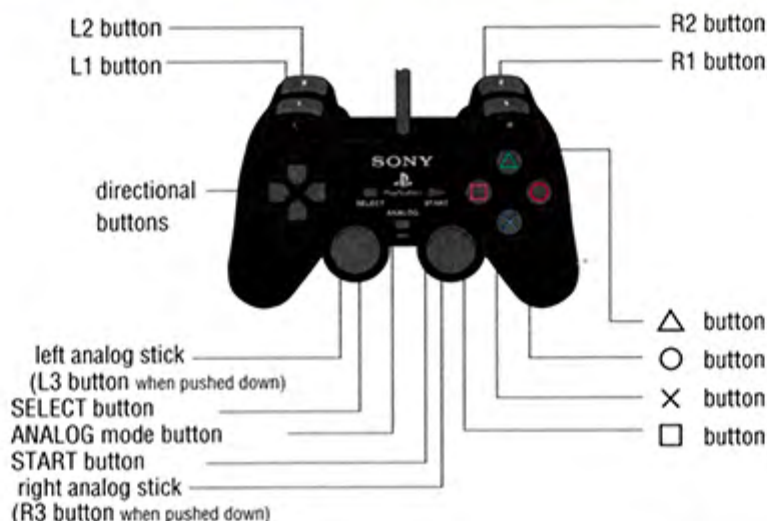 L2 button
L1 button
R2 button
R1 button
SONY
PlayStation
SELECT
START
ANALOG
directional
buttons
left analog stick
(L3 button when pushed down)
SELECT button
ANALOG mode button
START button
right analog stick
(R3 button when pushed down)
△ button
○ button
× button
□ button